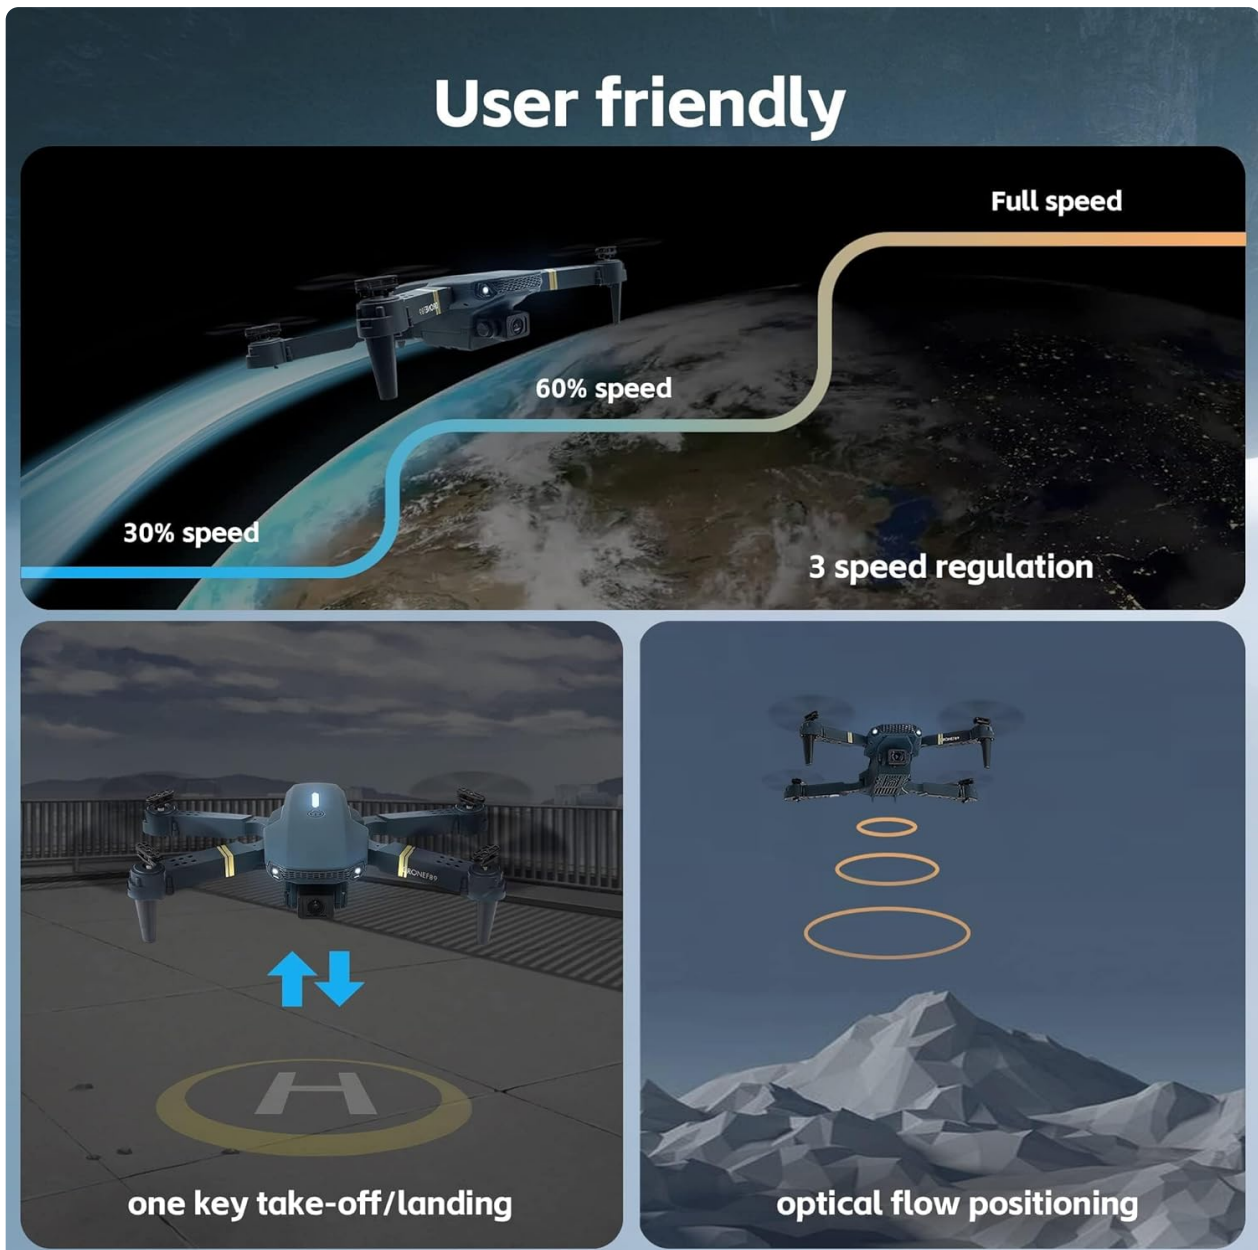 User friendly
Full speed
60% speed
30% speed
3 speed regulation
one key take-off/landing
optical flow positioning